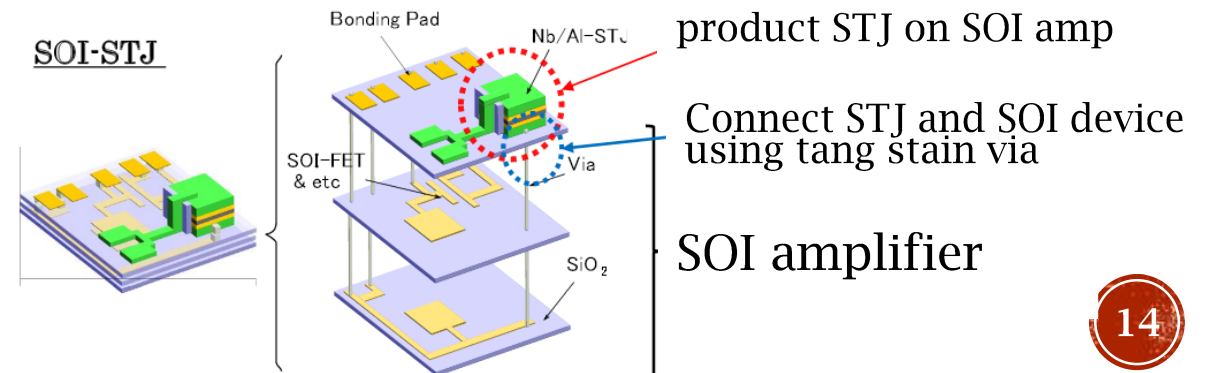 SOI-STJ
Bonding Pad
Nb/Al-STJ
SOI-FET
& etc
Via
SiO₂
product STJ on SOI amp
Connect STJ and SOI device
using tang stain via
SOI amplifier
14